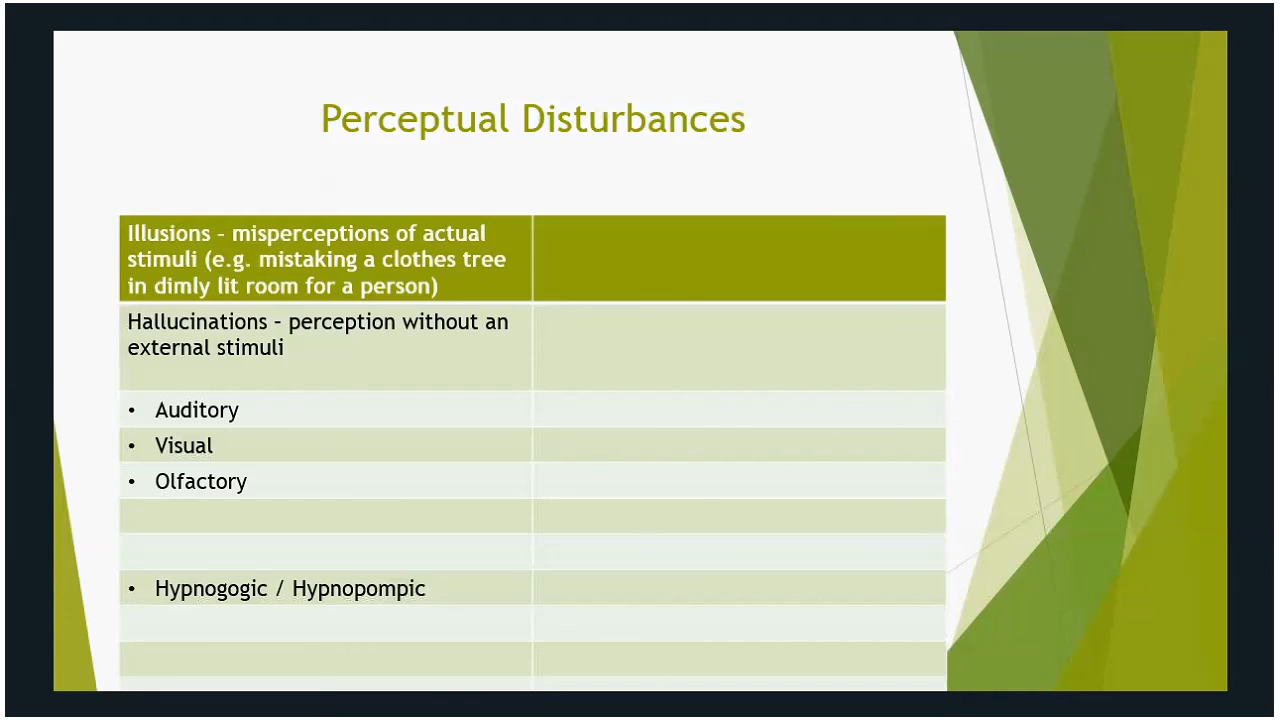 Perceptual Disturbances
Illusions – misperceptions of actual
stimuli (e.g. mistaking a clothes tree
in dimly lit room for a person)
Hallucinations – perception without an
external stimuli
• Auditory
• Visual
• Olfactory
• Hypnogogic / Hypnopompic